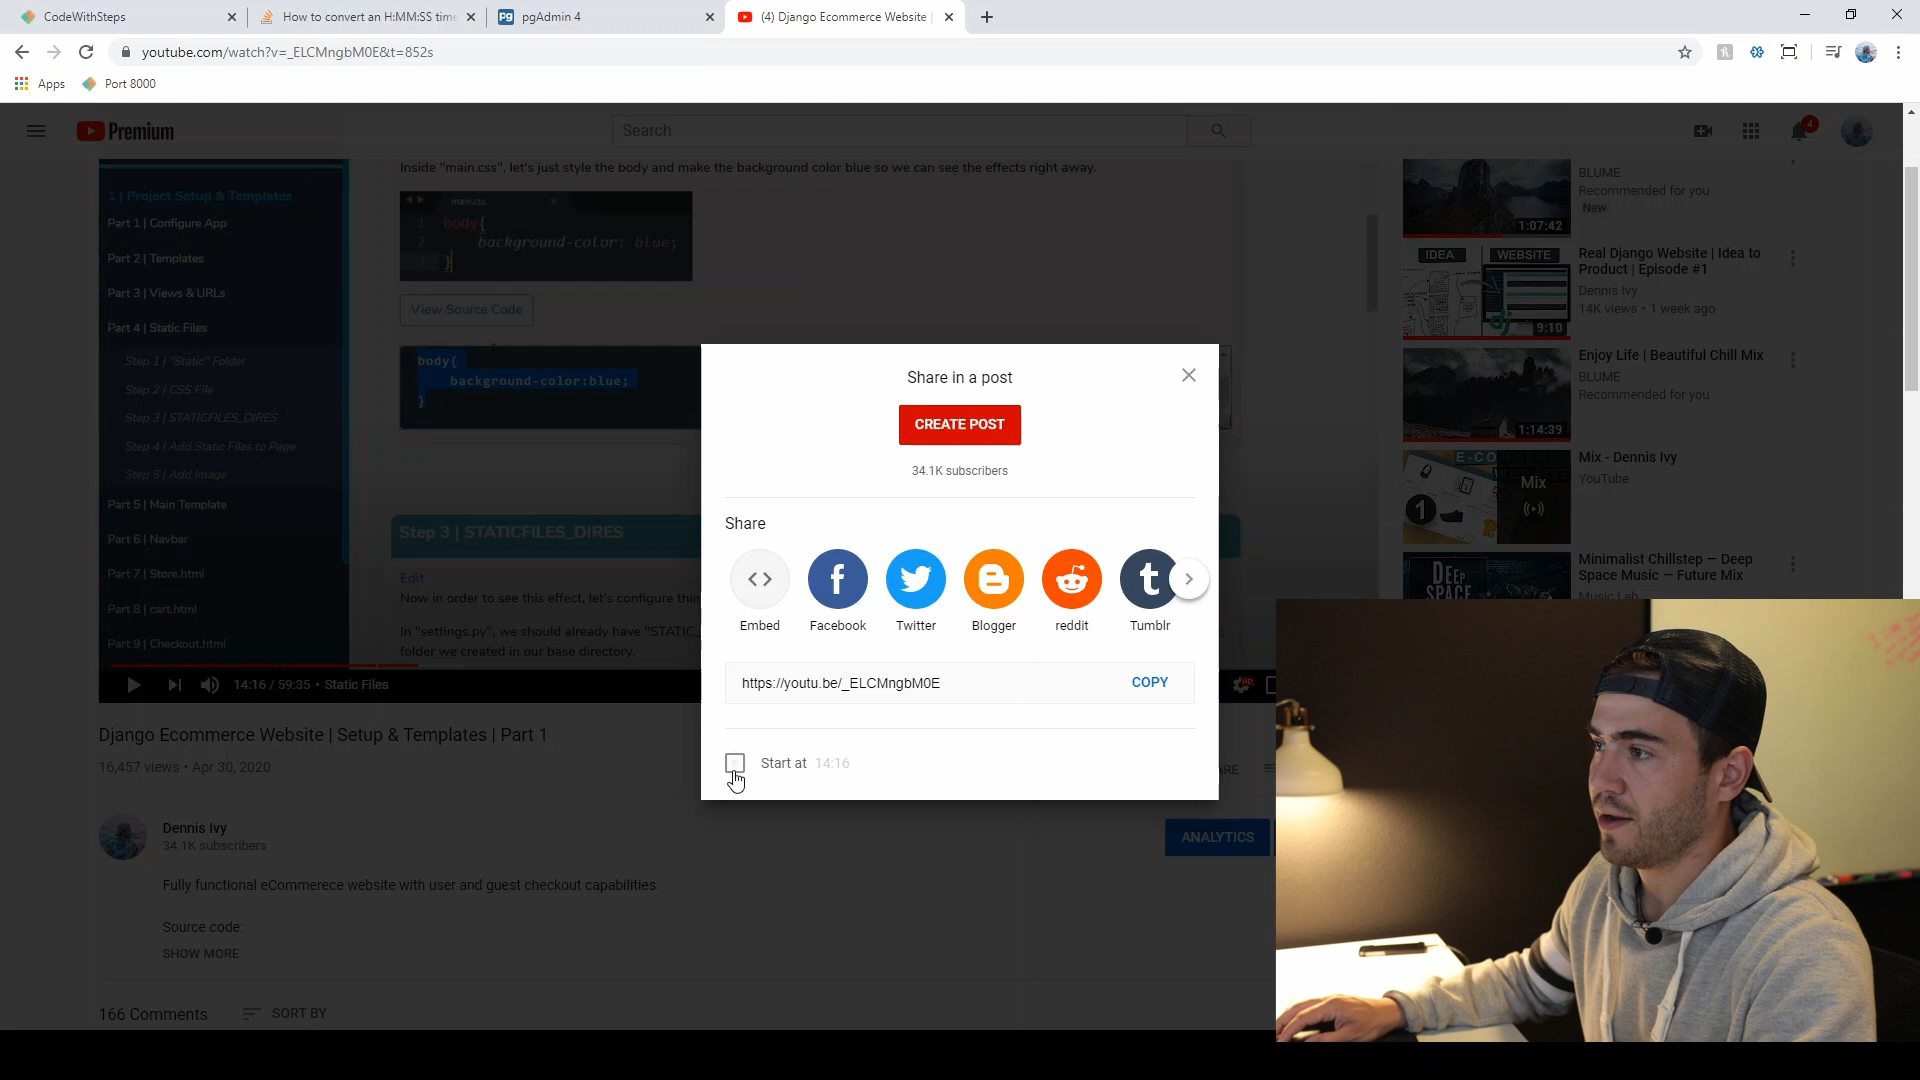 CodeWithSteps
How to convert an H:MM:SS time
pgAdmin 4
(4) Django Ecommerce Website |
youtube.com/watch?v=_ELCMngbM0E&t=852s
Apps
Port 8000
Premium
Search
4
1 | Project Setup & Templates
Part 1 | Configure App
Part 2 | Templates
Part 3 | Views & URLs
Part 4 | Static Files
Step 1 | "Static" Folder
Step 2 | CSS File
Step 3 | STATICFILES_DIRES
Step 4 | Add Static Files to Page
Step 5 | Add Image
Part 5 | Main Template
Part 6 | Navbar
Part 7 | Store.html
Part 8 | cart.html
Part 9 | Checkout.html
Inside "main.css", let's just style the body and make the background color blue so we can see the effects right away.
main.css
1 body{
2 background-color: blue;
3 }
View Source Code
body{
background-color:blue;
}
Step 3 | STATICFILES_DIRES
Edit
Now in order to see this effect, let's configure
In "settings.py", we should already have "STATIC_
folder we created in our base directory.
14:16 / 59:35 • Static Files
HD
Share in a post
CREATE POST
34.1K subscribers
Share
Embed
Facebook
Twitter
Blogger
reddit
Tumblr
https://youtu.be/_ELCMngbM0E
COPY
Start at 14:16
Django Ecommerce Website | Setup & Templates | Part 1
16,457 views • Apr 30, 2020
Dennis Ivy
34.1K subscribers
ANALYTICS
Fully functional eCommerece website with user and guest checkout capabilities.
Source code:
SHOW MORE
166 Comments
SORT BY
BLUME
Recommended for you
New
1:07:42
IDEA
WEBSITE
9:10
Real Django Website | Idea to
Product | Episode #1
Dennis Ivy
14K views • 1 week ago
Enjoy Life | Beautiful Chill Mix
BLUME
Recommended for you
1:14:39
E-CO
1
Mix
Mix - Dennis Ivy
YouTube
DEEP
SPACE
Minimalist Chillstep — Deep
Space Music — Future Mix
Music Lab